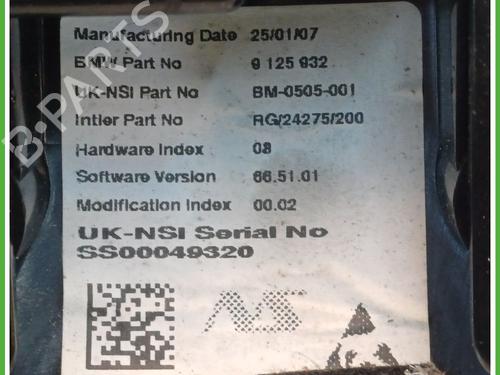 Manufacturing Date 25/01/07
BMW Part No 9 125 932
UK-NSI Part No BM-0505-001
Intier Part No RG/24275/200
Hardware Index 08
Software Version 66.51.01
Modification Index 00.02
UK-NSI Serial No
SS00049320
B-PARTS